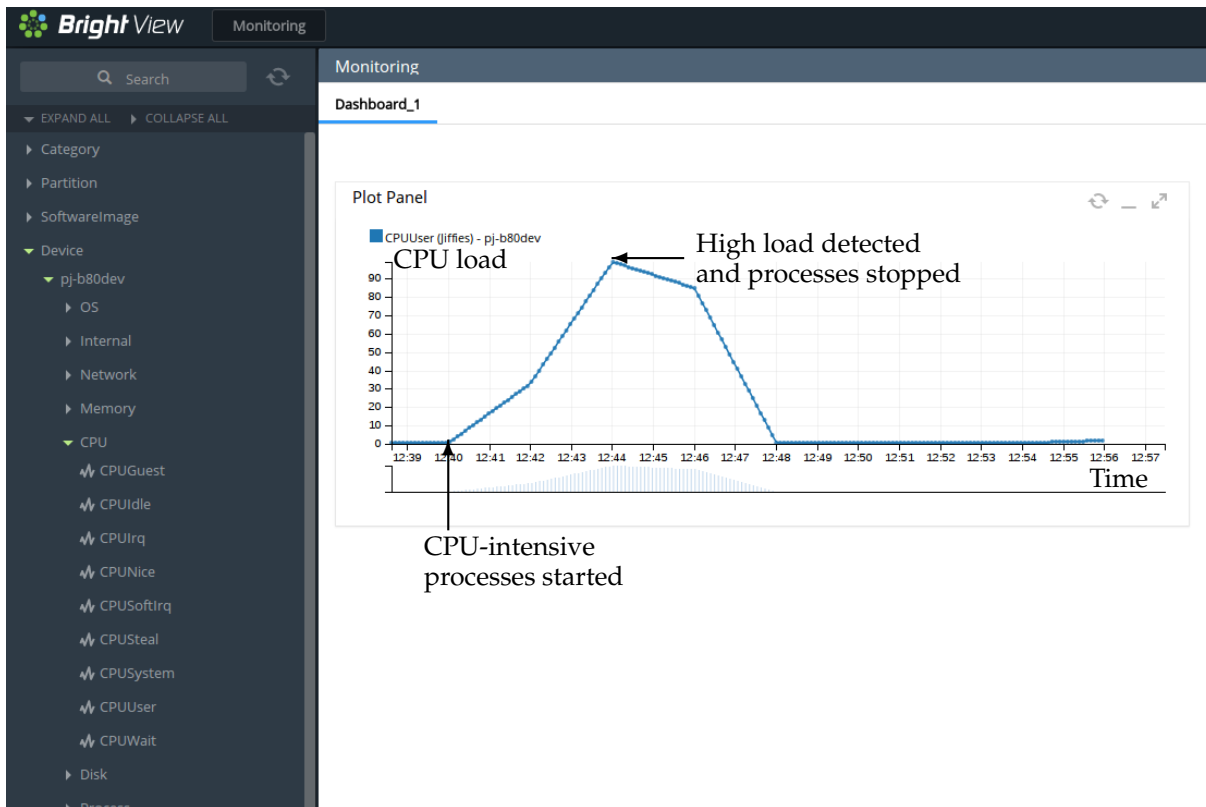 Bright View
Monitoring
Search
EXPAND ALL
COLLAPSE ALL
Category
Partition
SoftwareImage
Device
pj-b80dev
OS
Internal
Network
Memory
CPU
CPUGuest
CPUIdle
CPUIrq
CPUNice
CPUSoftIrq
CPUSteal
CPUSystem
CPUUser
CPUWait
Disk
Process
Monitoring
Dashboard_1
Plot Panel
CPUUser (Jiffies) - pj-b80dev
CPU load
High load detected
and processes stopped
90
80
70
60
50
40
30
20
10
0
12:39 12:40 12:41 12:42 12:43 12:44 12:45 12:46 12:47 12:48 12:49 12:50 12:51 12:52 12:53 12:54 12:55 12:56 12:57
Time
CPU-intensive
processes started